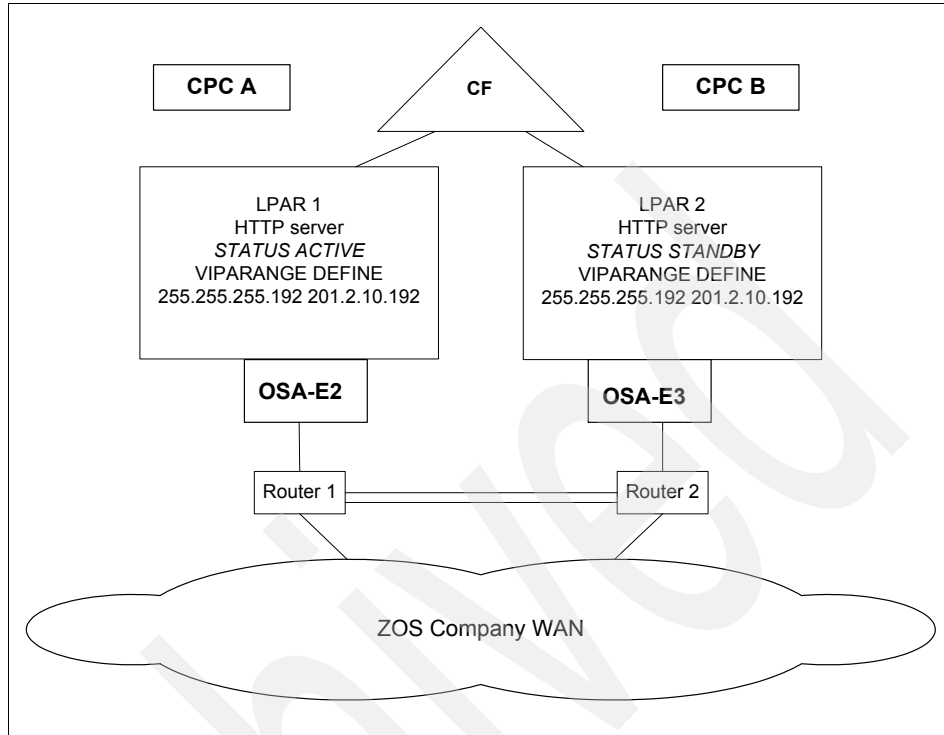 CPC A
CF
CPC B
LPAR 1
HTTP server
STATUS ACTIVE
VIPARANGE DEFINE
255.255.255.192 201.2.10.192
LPAR 2
HTTP server
STATUS STANDBY
VIPARANGE DEFINE
255.255.255.192 201.2.10.192
OSA-E2
OSA-E3
Router 1
Router 2
ZOS Company WAN